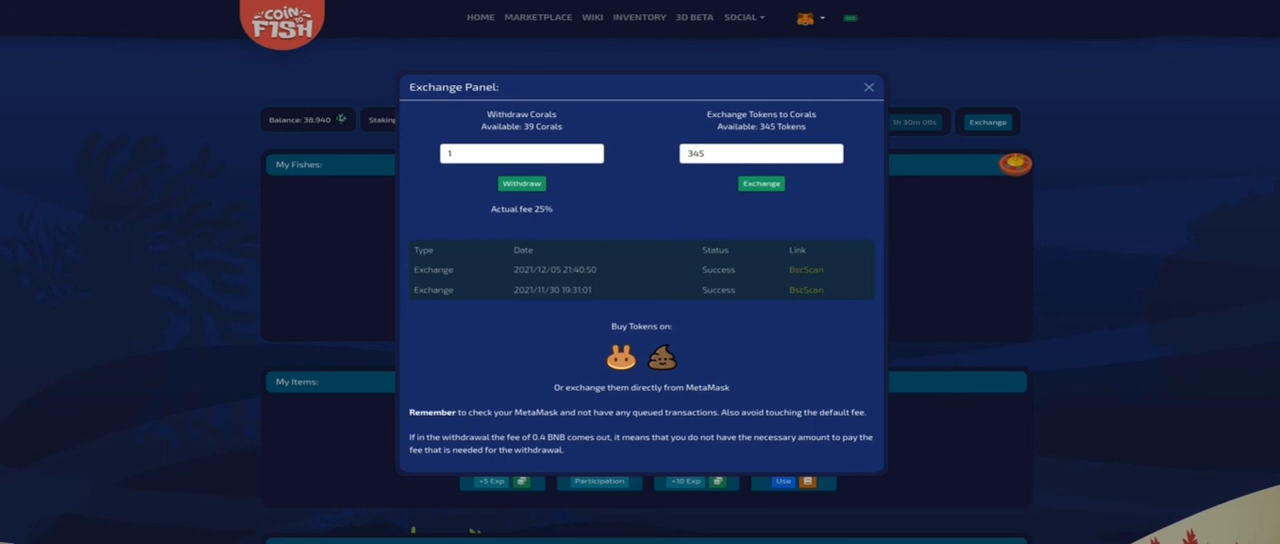 COIN TO FISH
HOME MARKETPLACE WIKI INVENTORY 3D BETA SOCIAL
Exchange Panel:
Balance: 38.940
Staking
1h 30m 08s
Exchange
Withdraw Corals
Available: 39 Corals
1
Withdraw
Actual fee 25%
Exchange Tokens to Corals
Available: 345 Tokens
345
Exchange
My Fishes:
Type Date Status Link
Exchange 2021/12/05 21:40:50 Success BscScan
Exchange 2021/11/30 19:31:01 Success BscScan
Buy Tokens on:
Or exchange them directly from MetaMask
My Items:
Remember to check your MetaMask and not have any queued transactions. Also avoid touching the default fee.
If in the withdrawal the fee of 0.4 BNB comes out, it means that you do not have the necessary amount to pay the
fee that is needed for the withdrawal.
+5 Exp Participation +10 Exp Use